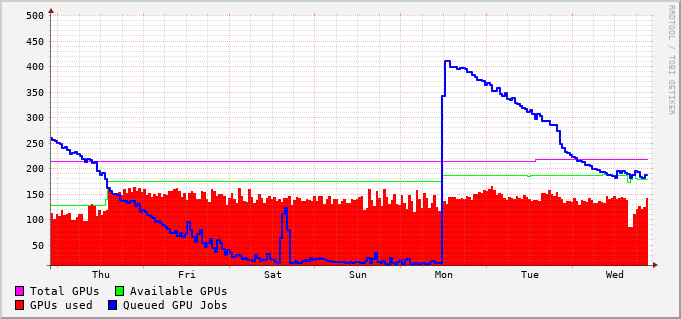 500
450
400
350
300
250
200
150
100
50
Thu Fri Sat Sun Mon Tue Wed
Total GPUs Available GPUs
GPUs used Queued GPU Jobs
RRDTOOL / TOBI OETIKER